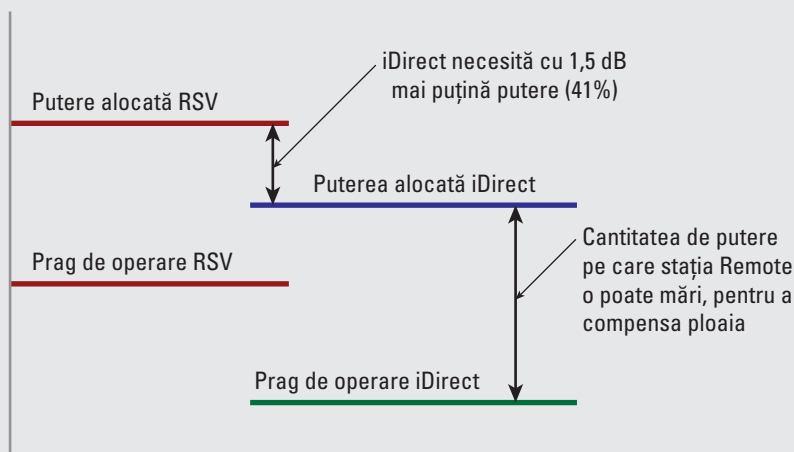 iDirect necesită cu 1,5 dB
mai puțină putere (41%)
Putere alocată RSV
Puterea alocată iDirect
Prag de operare RSV
Cantitatea de putere
pe care stația Remote
o poate mări, pentru a
compensa ploaia
Prag de operare iDirect